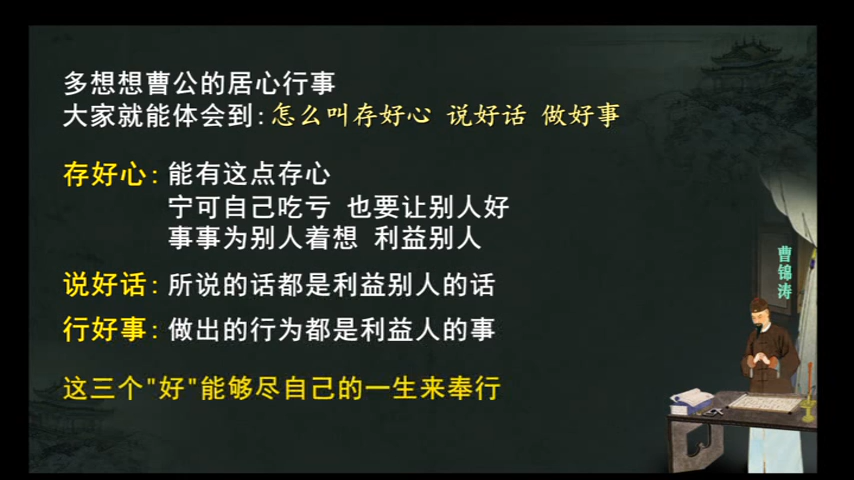 多想想曹公的居心行事
大家就能体会到:怎么叫存好心 说好话 做好事
存好心:能有这点存心
宁可自己吃亏 也要让别人好
事事为别人着想 利益别人
说好话:所说的话都是利益别人的话
行好事:做出的行为都是利益人的事
这三个"好"能够尽自己的一生来奉行
曹锦涛